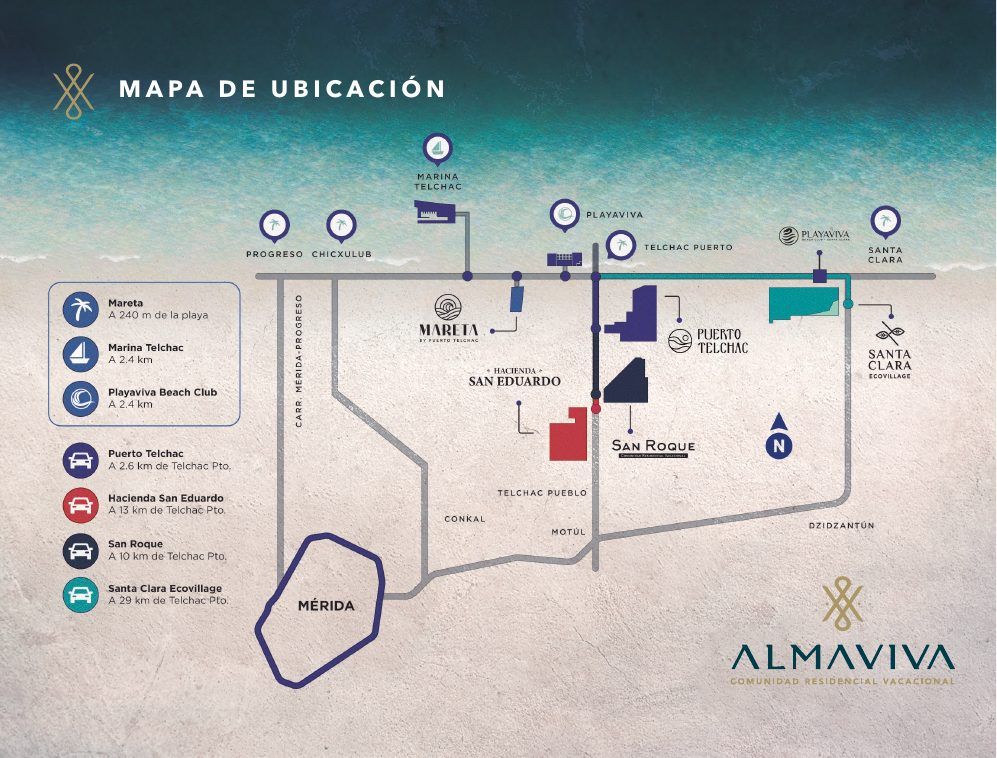 MAPA DE UBICACIÓN
MARINA
TELCHAC
PLAYAVIVA
TELCHAC PUERTO
PLAYAVIVA
SANTA
CLARA
PROGRESO
CHICXULUB
CARR. MÉRIDA-PROGRESO
MARETA
BY PUERTO TELCHAC
PUERTO
TELCHAC
SANTA
CLARA
ECOVILLAGE
HACIENDA
SAN EDUARDO
SAN ROQUE
COMUNIDAD RESIDENCIAL VACACIONAL
N
TELCHAC PUEBLO
CONKAL
MOTÚL
DZIDZANTÚN
MÉRIDA
Mareta
A 240 m de la playa
Marina Telchac
A 2.4 km
Playaviva Beach Club
A 2.4 km
Puerto Telchac
A 2.6 km de Telchac Pto.
Hacienda San Eduardo
A 13 km de Telchac Pto.
San Roque
A 10 km de Telchac Pto.
Santa Clara Ecovillage
A 29 km de Telchac Pto.
ALMAVIVA
COMUNIDAD RESIDENCIAL VACACIONAL